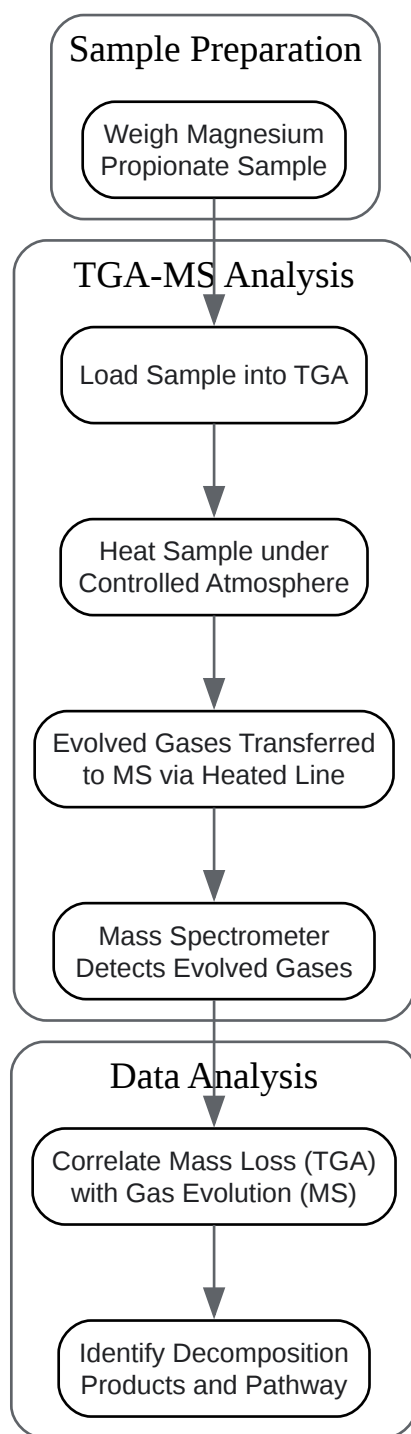 Sample Preparation
Weigh Magnesium
Propionate Sample
TGA-MS Analysis
Load Sample into TGA
Heat Sample under
Controlled Atmosphere
Evolved Gases Transferred
to MS via Heated Line
Mass Spectrometer
Detects Evolved Gases
Data Analysis
Correlate Mass Loss (TGA)
with Gas Evolution (MS)
Identify Decomposition
Products and Pathway